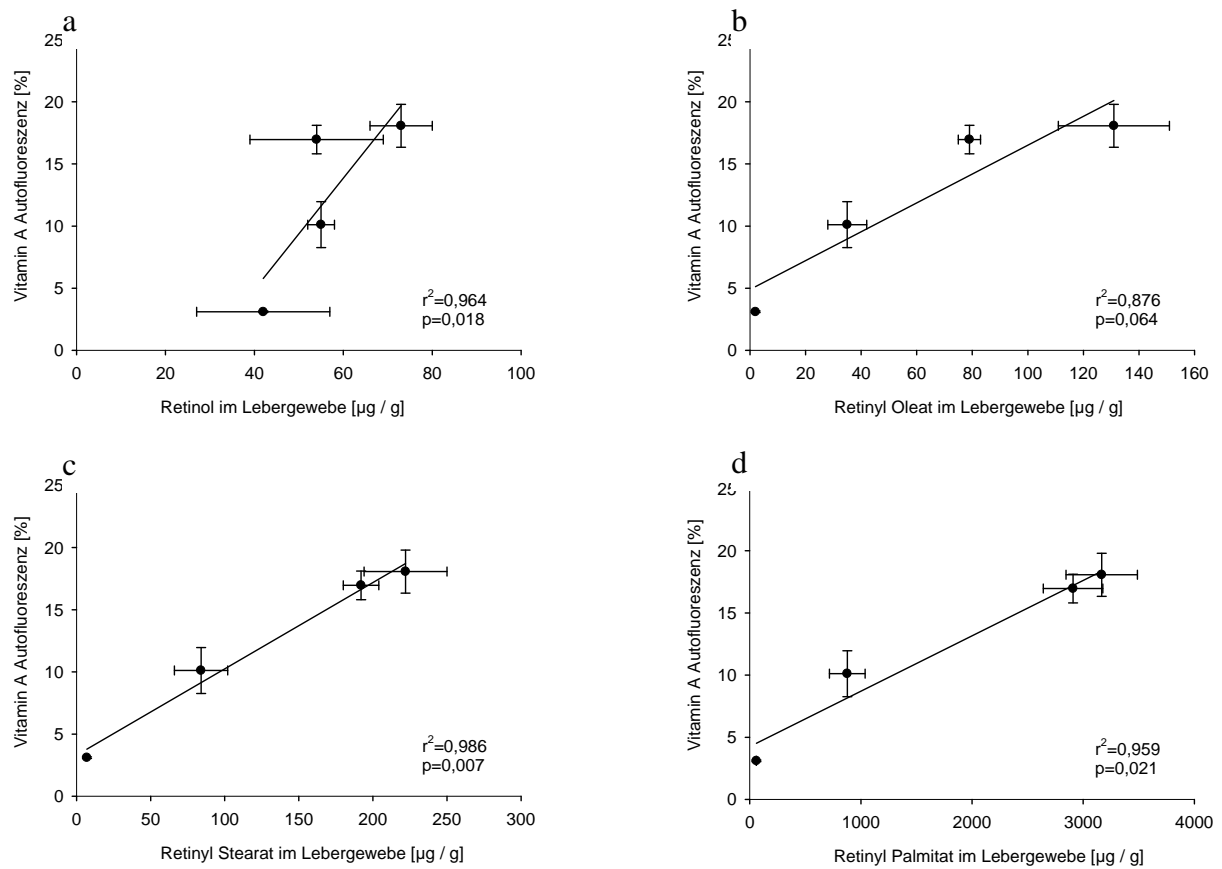 a
Vitamin A Autofluoreszenz [%]
25
20
15
10
5
0
r²=0,964
p=0,018
0 20 40 60 80 100
Retinol im Lebergewebe [µg / g]
b
Vitamin A Autofluoreszenz [%]
25
20
15
10
5
0
r²=0,876
p=0,064
0 20 40 60 80 100 120 140 160
Retinyl Oleat im Lebergewebe [µg / g]
c
Vitamin A Autofluoreszenz [%]
25
20
15
10
5
0
r²=0,986
p=0,007
0 50 100 150 200 250 300
Retinyl Stearat im Lebergewebe [µg / g]
d
Vitamin A Autofluoreszenz [%]
25
20
15
10
5
0
r²=0,959
p=0,021
0 1000 2000 3000 4000
Retinyl Palmitat im Lebergewebe [µg / g]